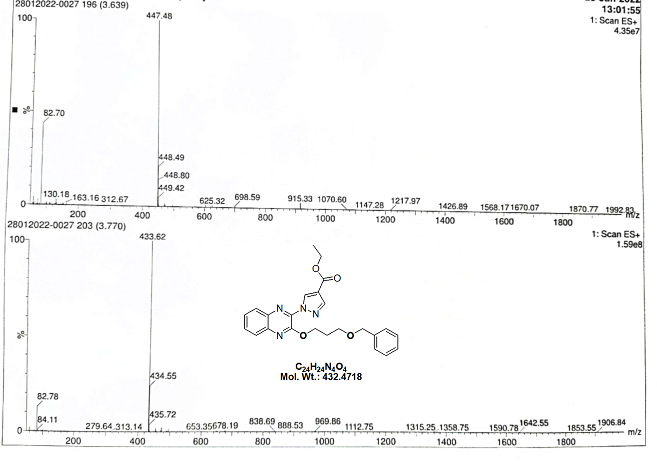 28012022-0027 196 (3.639)
13:01:55
1: Scan ES+
4.35e7
100
447.48
%
82.70
448.49
448.80
449.42
130.18 163.16 312.67 625.32 698.59 915.33 1070.60 1147.28 1217.97 1426.89 1568.17 1670.07 1870.77 1992.83
0
m/z
200 400 600 800 1000 1200 1400 1600 1800
28012022-0027 203 (3.770)
1: Scan ES+
1.59e8
100
433.62
%
O
O
N
N
N
N
O
O
C24H24N4O4
Mol. Wt.: 432.4718
434.55
82.78
435.72
84.11 279.64 313.14 653.35 678.19 838.69 888.53 969.86 1112.75 1315.25 1358.75 1590.78 1642.55 1853.55 1906.84
0
m/z
200 400 600 800 1000 1200 1400 1600 1800